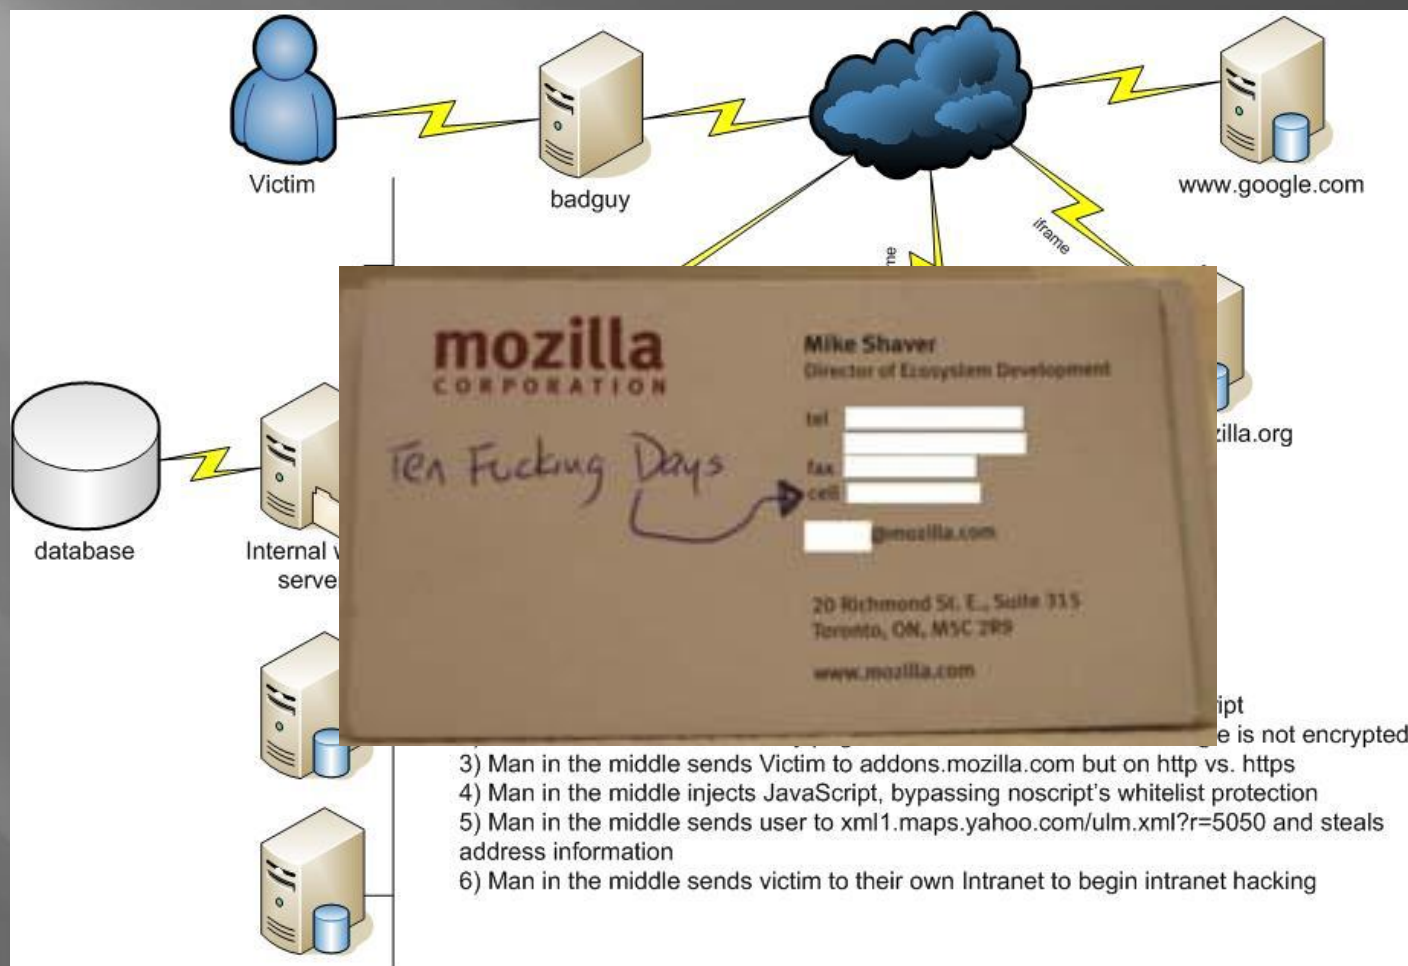 Victim
badguy
www.google.com
iframe
me
zilla.org
database
Internal w
serve
mozilla
CORPORATION
Ten Fucking Days
Mike Shaver
Director of Ecosystem Development
tel
fax
cell
@mozilla.com
20 Richmond St. E., Suite 315
Toronto, ON, M5C 2R9
www.mozilla.com
ipt
e is not encrypted
3) Man in the middle sends Victim to addons.mozilla.com but on http vs. https
4) Man in the middle injects JavaScript, bypassing noscript's whitelist protection
5) Man in the middle sends user to xml1.maps.yahoo.com/ulm.xml?r=5050 and steals
address information
6) Man in the middle sends victim to their own Intranet to begin intranet hacking